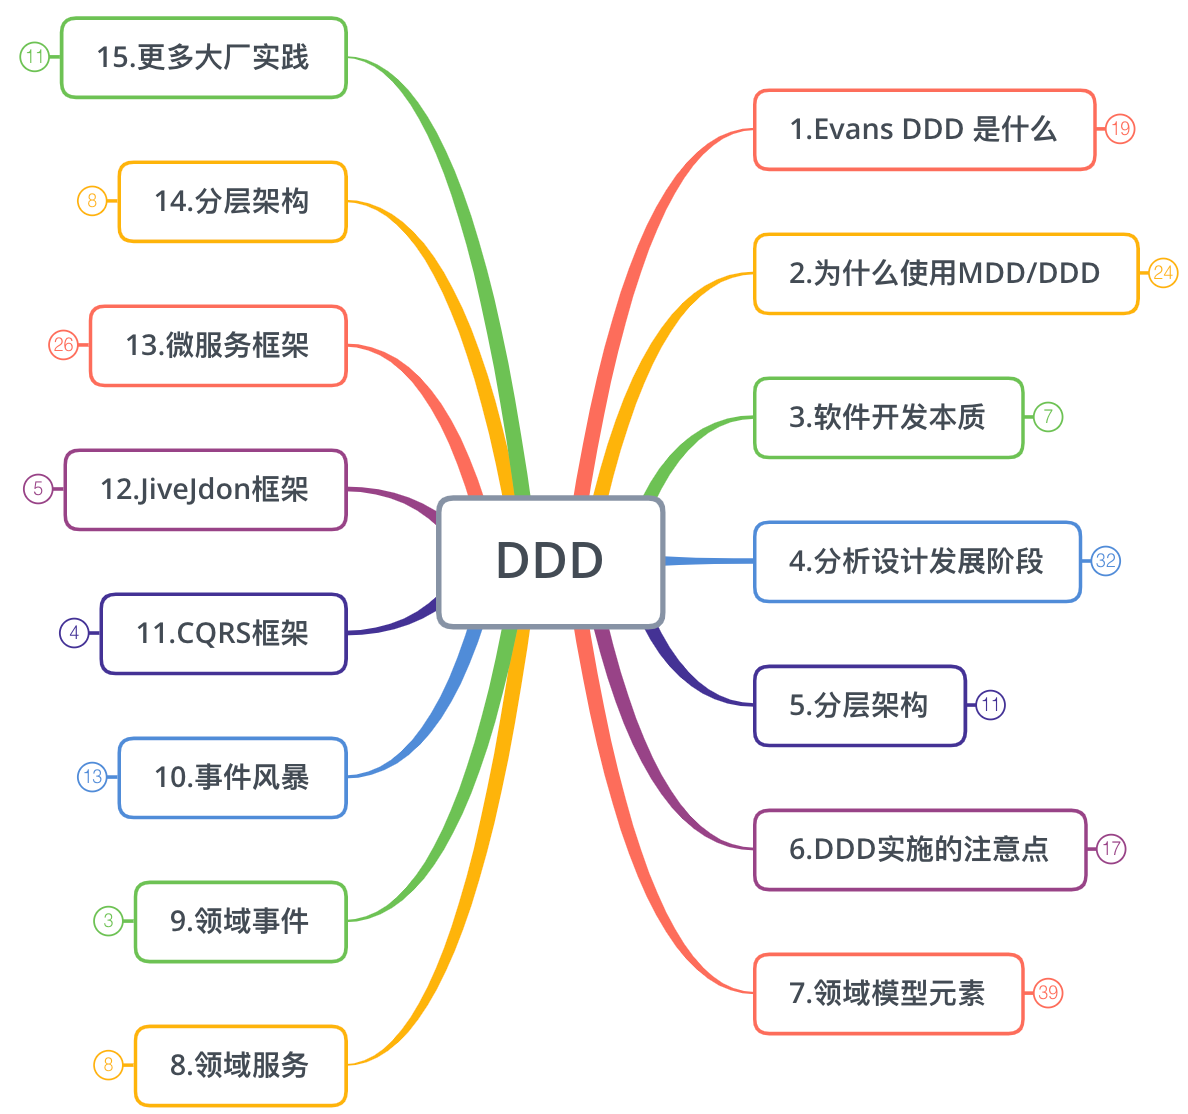 DDD
1.Evans DDD 是什么
19
2.为什么使用MDD/DDD
24
3.软件开发本质
7
4.分析设计发展阶段
32
5.分层架构
11
6.DDD实施的注意点
17
7.领域模型元素
39
8.领域服务
8
9.领域事件
3
10.事件风暴
13
11.CQRS框架
4
12.JiveJdon框架
5
13.微服务框架
26
14.分层架构
8
15.更多大厂实践
11